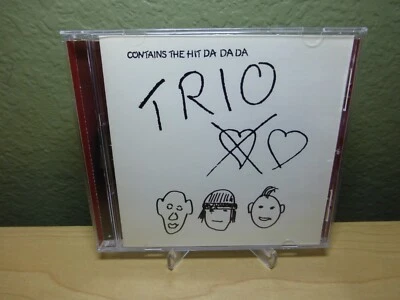 CONTAINS THE HIT DA DA DA
TRIO